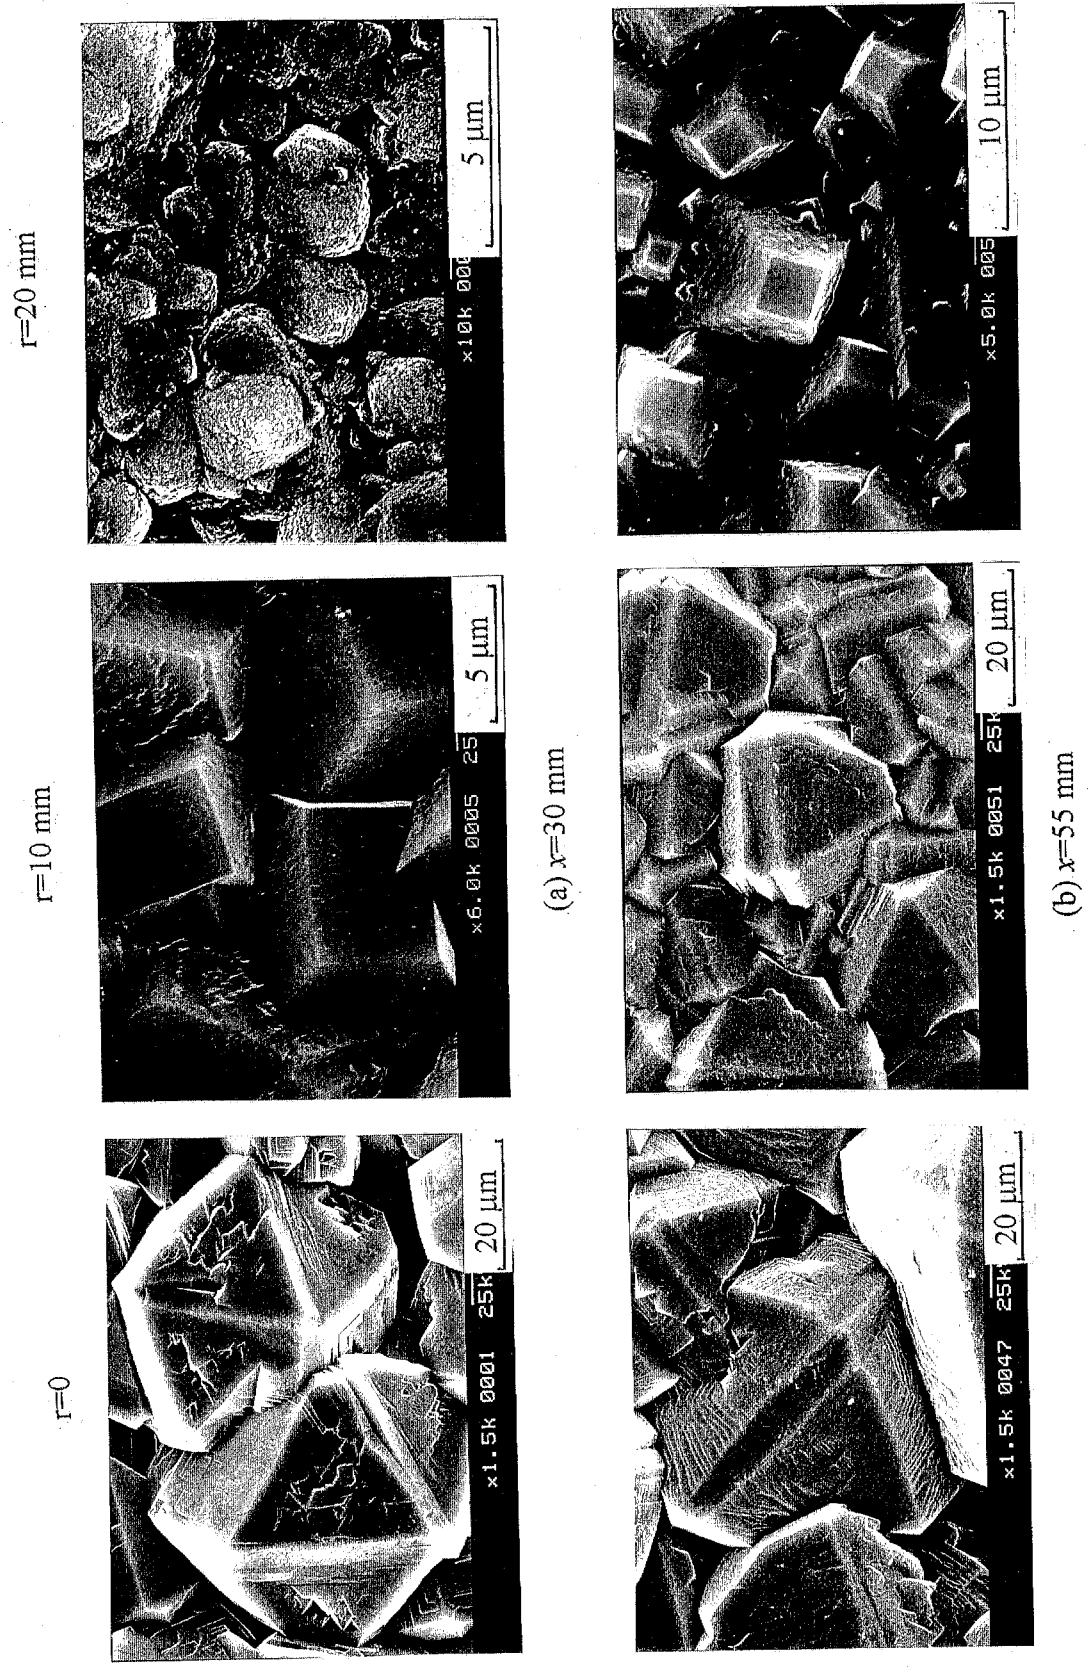 r=0
r=10 mm
r=20 mm
×1.5k 0001 25k
20 µm
×6.0k 0005 25
5 µm
×10k 000
5 µm
(a) x=30 mm
×1.5k 0047 25k
20 µm
×1.5k 0051 25k
20 µm
×5.0k 005
10 µm
(b) x=55 mm